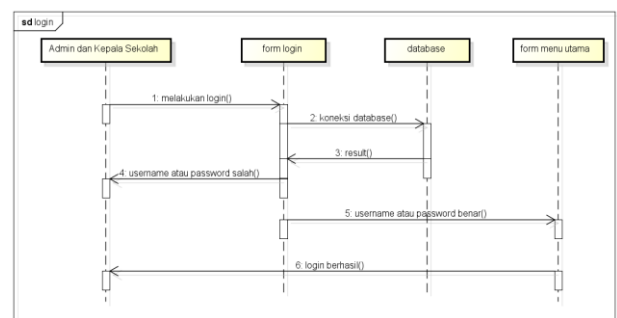 sd login
Admin dan Kepala Sekolah
form login
database
form menu utama
1: melakukan login()
2: koneksi database()
3: result()
4: username atau password salah()
5: username atau password benar()
6: login berhasil()